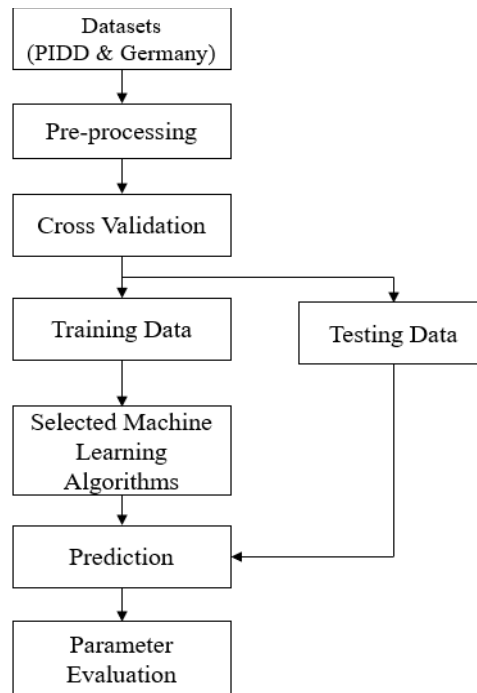 Datasets
(PIDD & Germany)
Pre-processing
Cross Validation
Training Data
Testing Data
Selected Machine
Learning
Algorithms
Prediction
Parameter
Evaluation